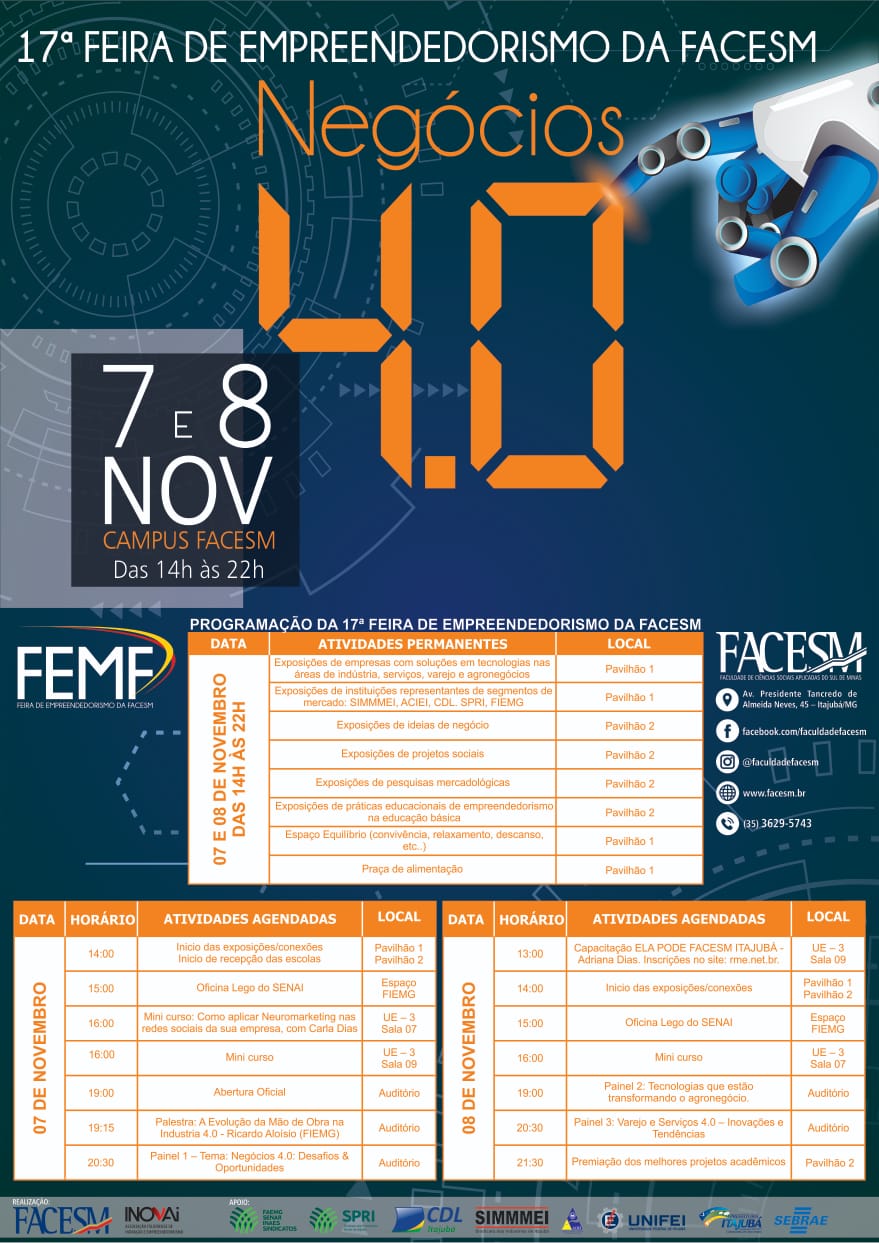 17ª FEIRA DE EMPREENDEDORISMO DA FACESM
Negócios
4.0
7 E 8
NOV
CAMPUS FACESM
Das 14h às 22h
FEMF
FEIRA DE EMPREENDEDORISMO DA FACESM
PROGRAMAÇÃO DA 17ª FEIRA DE EMPREENDEDORISMO DA FACESM
DATA ATIVIDADES PERMANENTES LOCAL
07 E 08 DE NOVEMBRO
DAS 14H ÀS 22H
Exposições de empresas com soluções em tecnologias nas
áreas de indústria, serviços, varejo e agronegócios
Pavilhão 1
Exposições de instituições representantes de segmentos de
mercado: SIMMMEI, ACIEI, CDL. SPRI, FIEMG
Pavilhão 1
Exposições de ideias de negócio
Pavilhão 2
Exposições de projetos sociais
Pavilhão 2
Exposições de pesquisas mercadológicas
Pavilhão 2
Exposições de práticas educacionais de empreendedorismo
na educação básica
Pavilhão 2
Espaço Equilíbrio (convivência, relaxamento, descanso,
etc..)
Pavilhão 1
Praça de alimentação
Pavilhão 1
FACESM
FACULDADE DE CIÊNCIAS SOCIAIS APLICADAS DO SUL DE MINAS
Av. Presidente Tancredo de
Almeida Neves, 45 – Itajubá/MG
facebook.com/faculdadefacesm
@faculdadefacesm
www.facesm.br
(35) 3629-5743
DATA HORÁRIO ATIVIDADES AGENDADAS LOCAL
07 DE NOVEMBRO
14:00
Inicio das exposições/conexões
Inicio de recepção das escolas
Pavilhão 1
Pavilhão 2
15:00
Oficina Lego do SENAI
Espaço
FIEMG
16:00
Mini curso: Como aplicar Neuromarketing nas
redes sociais da sua empresa, com Carla Dias
UE – 3
Sala 07
16:00
Mini curso
UE – 3
Sala 09
19:00
Abertura Oficial
Auditório
19:15
Palestra: A Evolução da Mão de Obra na
Industria 4.0 - Ricardo Aloísio (FIEMG)
Auditório
20:30
Painel 1 – Tema: Negócios 4.0: Desafios &
Oportunidades
Auditório
DATA HORÁRIO ATIVIDADES AGENDADAS LOCAL
08 DE NOVEMBRO
13:00
Capacitação ELA PODE FACESM ITAJUBÁ -
Adriana Dias. Inscrições no site: rme.net.br.
UE – 3
Sala 09
14:00
Inicio das exposições/conexões
Pavilhão 1
Pavilhão 2
15:00
Oficina Lego do SENAI
Espaço
FIEMG
16:00
Mini curso
UE – 3
Sala 07
19:00
Painel 2: Tecnologias que estão
transformando o agronegócio.
Auditório
20:30
Painel 3: Varejo e Serviços 4.0 – Inovações e
Tendências
Auditório
21:30
Premiação dos melhores projetos acadêmicos
Pavilhão 2
REALIZAÇÃO:
FACESM
INOVAi
APOIO:
FAEMG
SENAR
INAES
SINDICATOS
SPRI
CDL
Itajubá
SIMMMEI
UNIFEI
ITAJUBÁ
SEBRAE